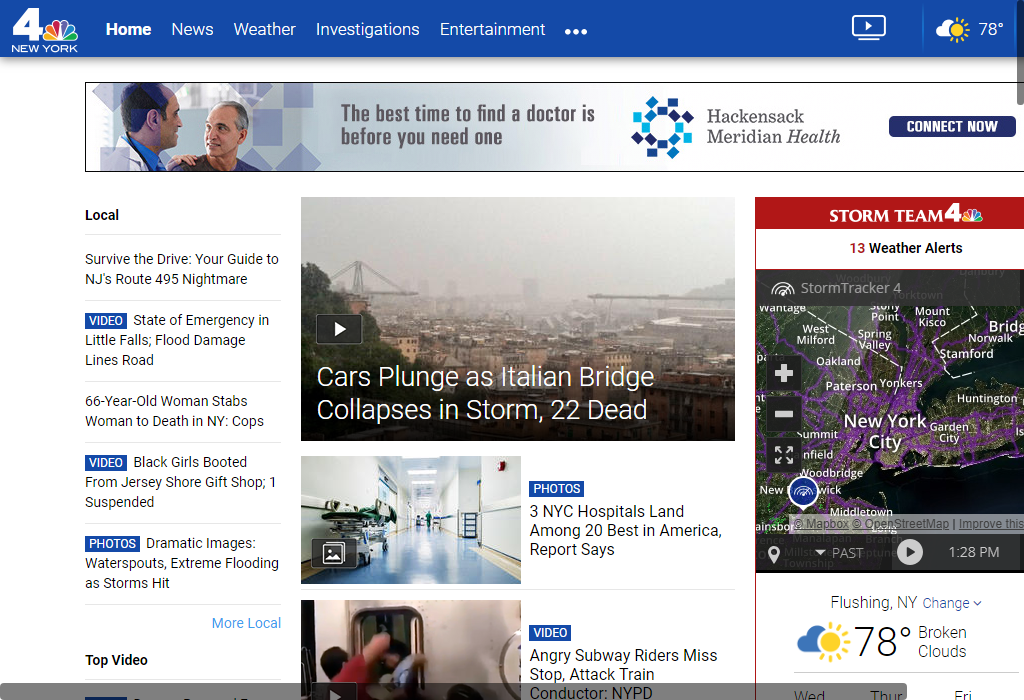 4
NEW YORK
Home News Weather Investigations Entertainment
78°
The best time to find a doctor is
before you need one
Hackensack
Meridian Health
CONNECT NOW
Local
Survive the Drive: Your Guide to
NJ's Route 495 Nightmare
VIDEO State of Emergency in
Little Falls; Flood Damage
Lines Road
66-Year-Old Woman Stabs
Woman to Death in NY: Cops
VIDEO Black Girls Booted
From Jersey Shore Gift Shop; 1
Suspended
PHOTOS Dramatic Images:
Waterspouts, Extreme Flooding
as Storms Hit
More Local
Top Video
Cars Plunge as Italian Bridge
Collapses in Storm, 22 Dead
PHOTOS
3 NYC Hospitals Land
Among 20 Best in America,
Report Says
VIDEO
Angry Subway Riders Miss
Stop, Attack Train
Conductor: NYPD
STORM TEAM 4
13 Weather Alerts
StormTracker 4
Danbury
Woodbury
Yorktown
Wantage
Stony
Point
Mount
Kisco
West
Milford
Spring
Valley
Norwalk
Stamford
Oakland
Paterson
Yonkers
Huntington
New York
City
Garden
City
Summit
Woodbridge
Middletown
© Mapbox © OpenStreetMap | Improve this
PAST
1:28 PM
Flushing, NY Change
78° Broken
Clouds
Wed Thur Fri